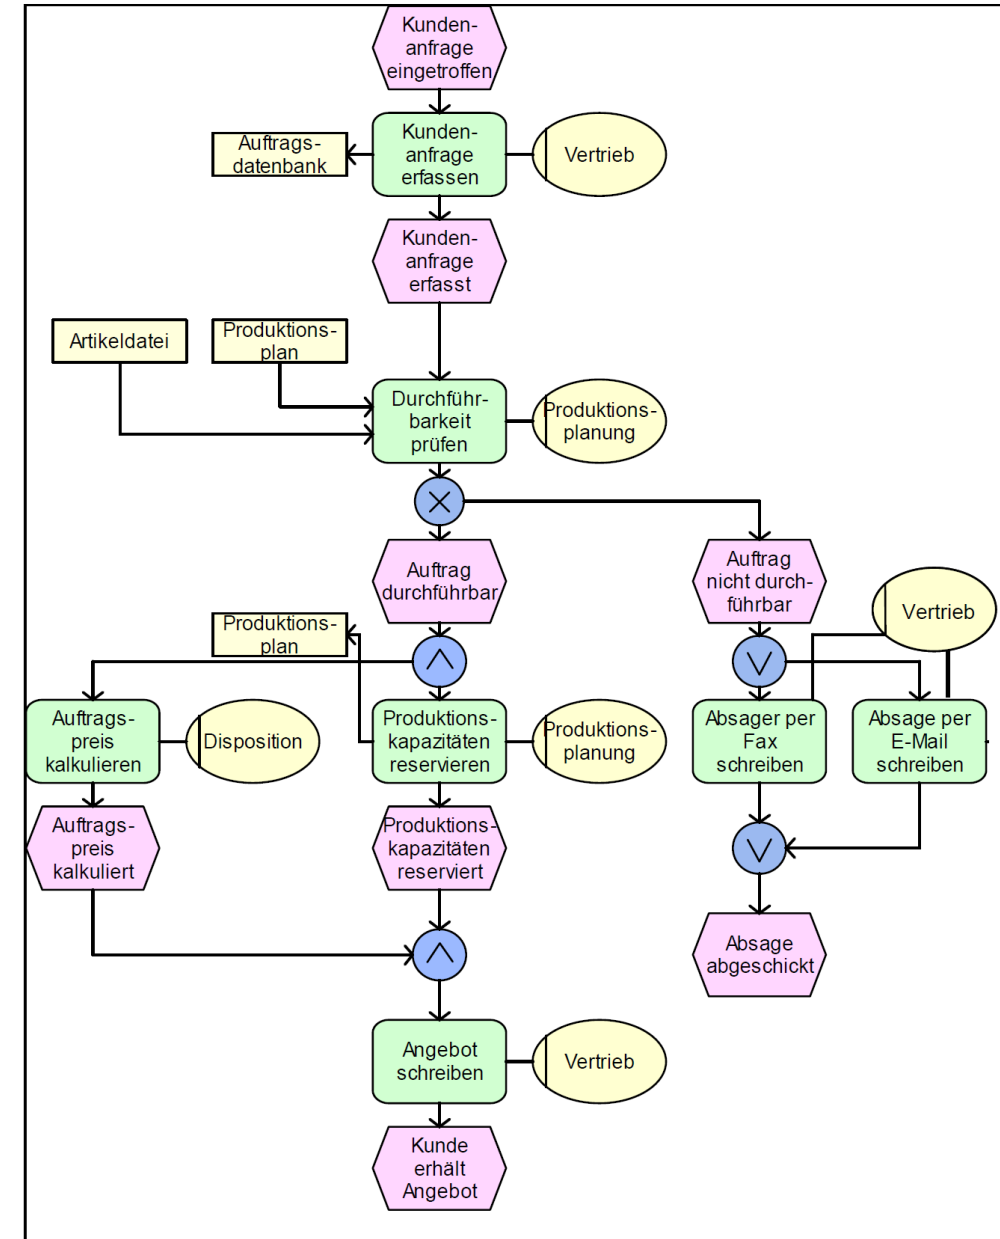 Kunden-
anfrage
eingetroffen
Auftrags-
datenbank
Kunden-
anfrage
erfassen
Vertrieb
Kunden-
anfrage
erfasst
Artikeldatei
Produktions-
plan
Durchführ-
barkeit
prüfen
Produktions-
planung
Auftrag
durchführbar
Auftrag
nicht durch-
führbar
Vertrieb
Produktions-
plan
Auftrags-
preis
kalkulieren
Disposition
Produktions-
kapazitäten
reservieren
Produktions-
planung
Absager per
Fax
schreiben
Absage per
E-Mail
schreiben
Auftrags-
preis
kalkuliert
Produktions-
kapazitäten
reserviert
Absage
abgeschickt
Angebot
schreiben
Vertrieb
Kunde
erhält
Angebot